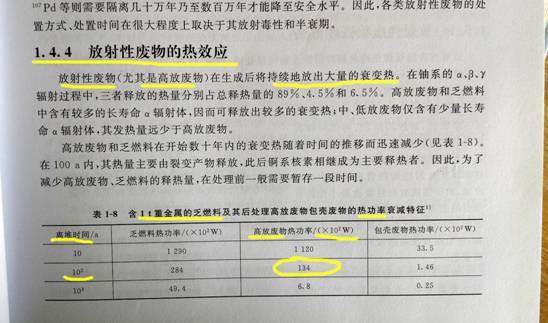 ¹⁰⁷Pd 等则需要隔离几十万年乃至数百万年才能降至安全水平。因此,各类放射性废物的处
置方式、处置时间在很大程度上取决于其放射毒性和半衰期。
1.4.4 放射性废物的热效应
放射性废物(尤其是高放废物)在生成后将持续地放出大量的衰变热。在铀系的 α、β、γ
辐射过程中,三者释放的热量分别占总释热量的 89%、4.5%和 6.5%。高放废物和乏燃料
中含有较多的长寿命 α 辐射体,因而可释放出较多的衰变热;中、低放废物仅含有少量长寿
命 α 辐射体,其发热量远少于高放废物。
高放废物和乏燃料在开始数十年内的衰变热随着时间的推移而迅速减少(见表 1-8)。
在 100 a 内,其热量主要由裂变产物释放,此后锕系核素相继成为主要释热者。因此,为了
减少高放废物、乏燃料的释热量,在处理前一般需要暂存一段时间。
表 1-8 含 1 t 重金属的乏燃料及其后处理高放废物包壳废物的热功率衰减特征¹⁾
离堆时间/a 乏燃料热功率/(×10²W) 高放废物热功率/(×10²W) 包壳废物热功率/(×10²W)
10 1 290 1 120 33.5
10² 284 134 1.46
10³ 49.4 6.8 0.25